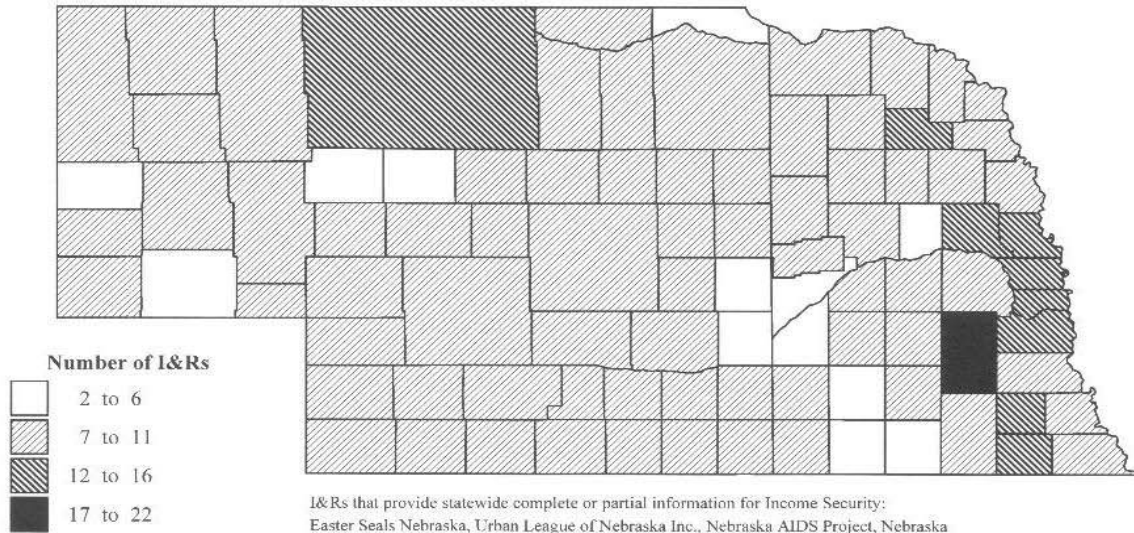 Number of I&Rs
2 to 6
7 to 11
12 to 16
17 to 22
I&Rs that provide statewide complete or partial information for Income Security:
Easter Seals Nebraska, Urban League of Nebraska Inc., Nebraska AIDS Project, Nebraska